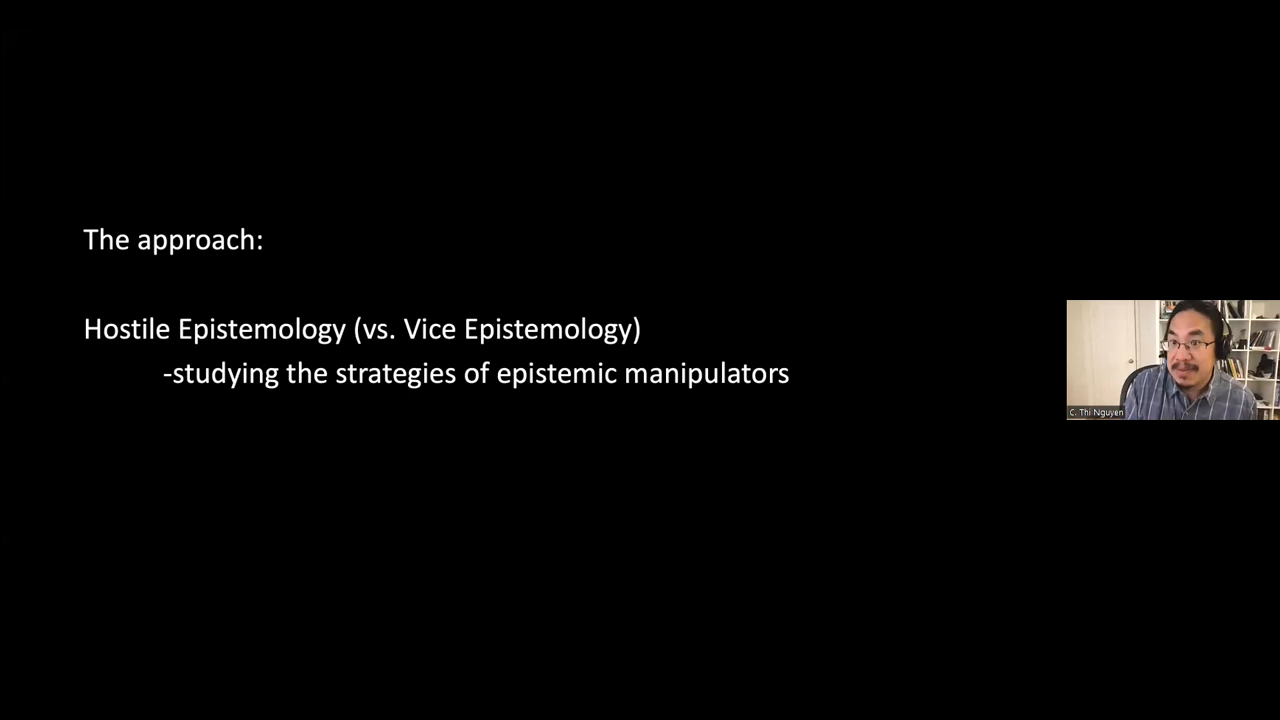 The approach:
Hostile Epistemology (vs. Vice Epistemology)
-studying the strategies of epistemic manipulators
C. Thi Nguyen